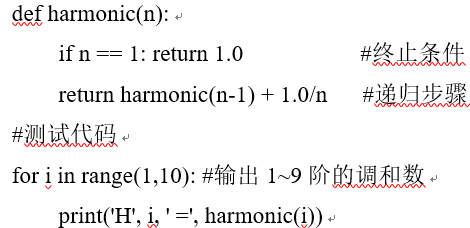 def harmonic(n):
if n == 1: return 1.0 #终止条件
return harmonic(n-1) + 1.0/n #递归步骤
#测试代码
for i in range(1,10): #输出 1~9 阶的调和数
print('H', i, ' =', harmonic(i))